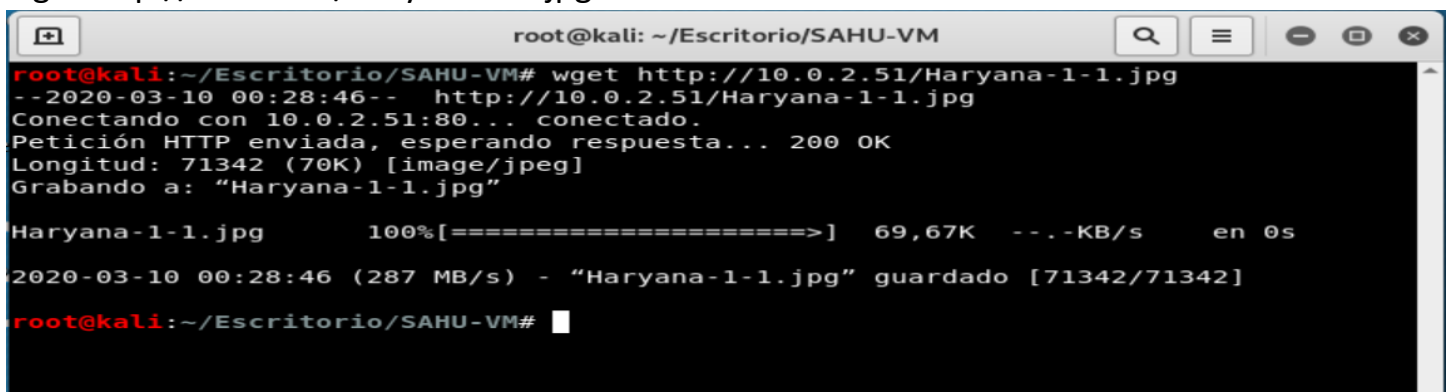 root@kali: ~/Escritorio/SAHU-VM
root@kali:~/Escritorio/SAHU-VM# wget http://10.0.2.51/Haryana-1-1.jpg
--2020-03-10 00:28:46-- http://10.0.2.51/Haryana-1-1.jpg
Conectando con 10.0.2.51:80... conectado.
Petición HTTP enviada, esperando respuesta... 200 OK
Longitud: 71342 (70K) [image/jpeg]
Grabando a: “Haryana-1-1.jpg”
Haryana-1-1.jpg 100%[=====================>] 69,67K --.-KB/s en 0s
2020-03-10 00:28:46 (287 MB/s) - “Haryana-1-1.jpg” guardado [71342/71342]
root@kali:~/Escritorio/SAHU-VM#